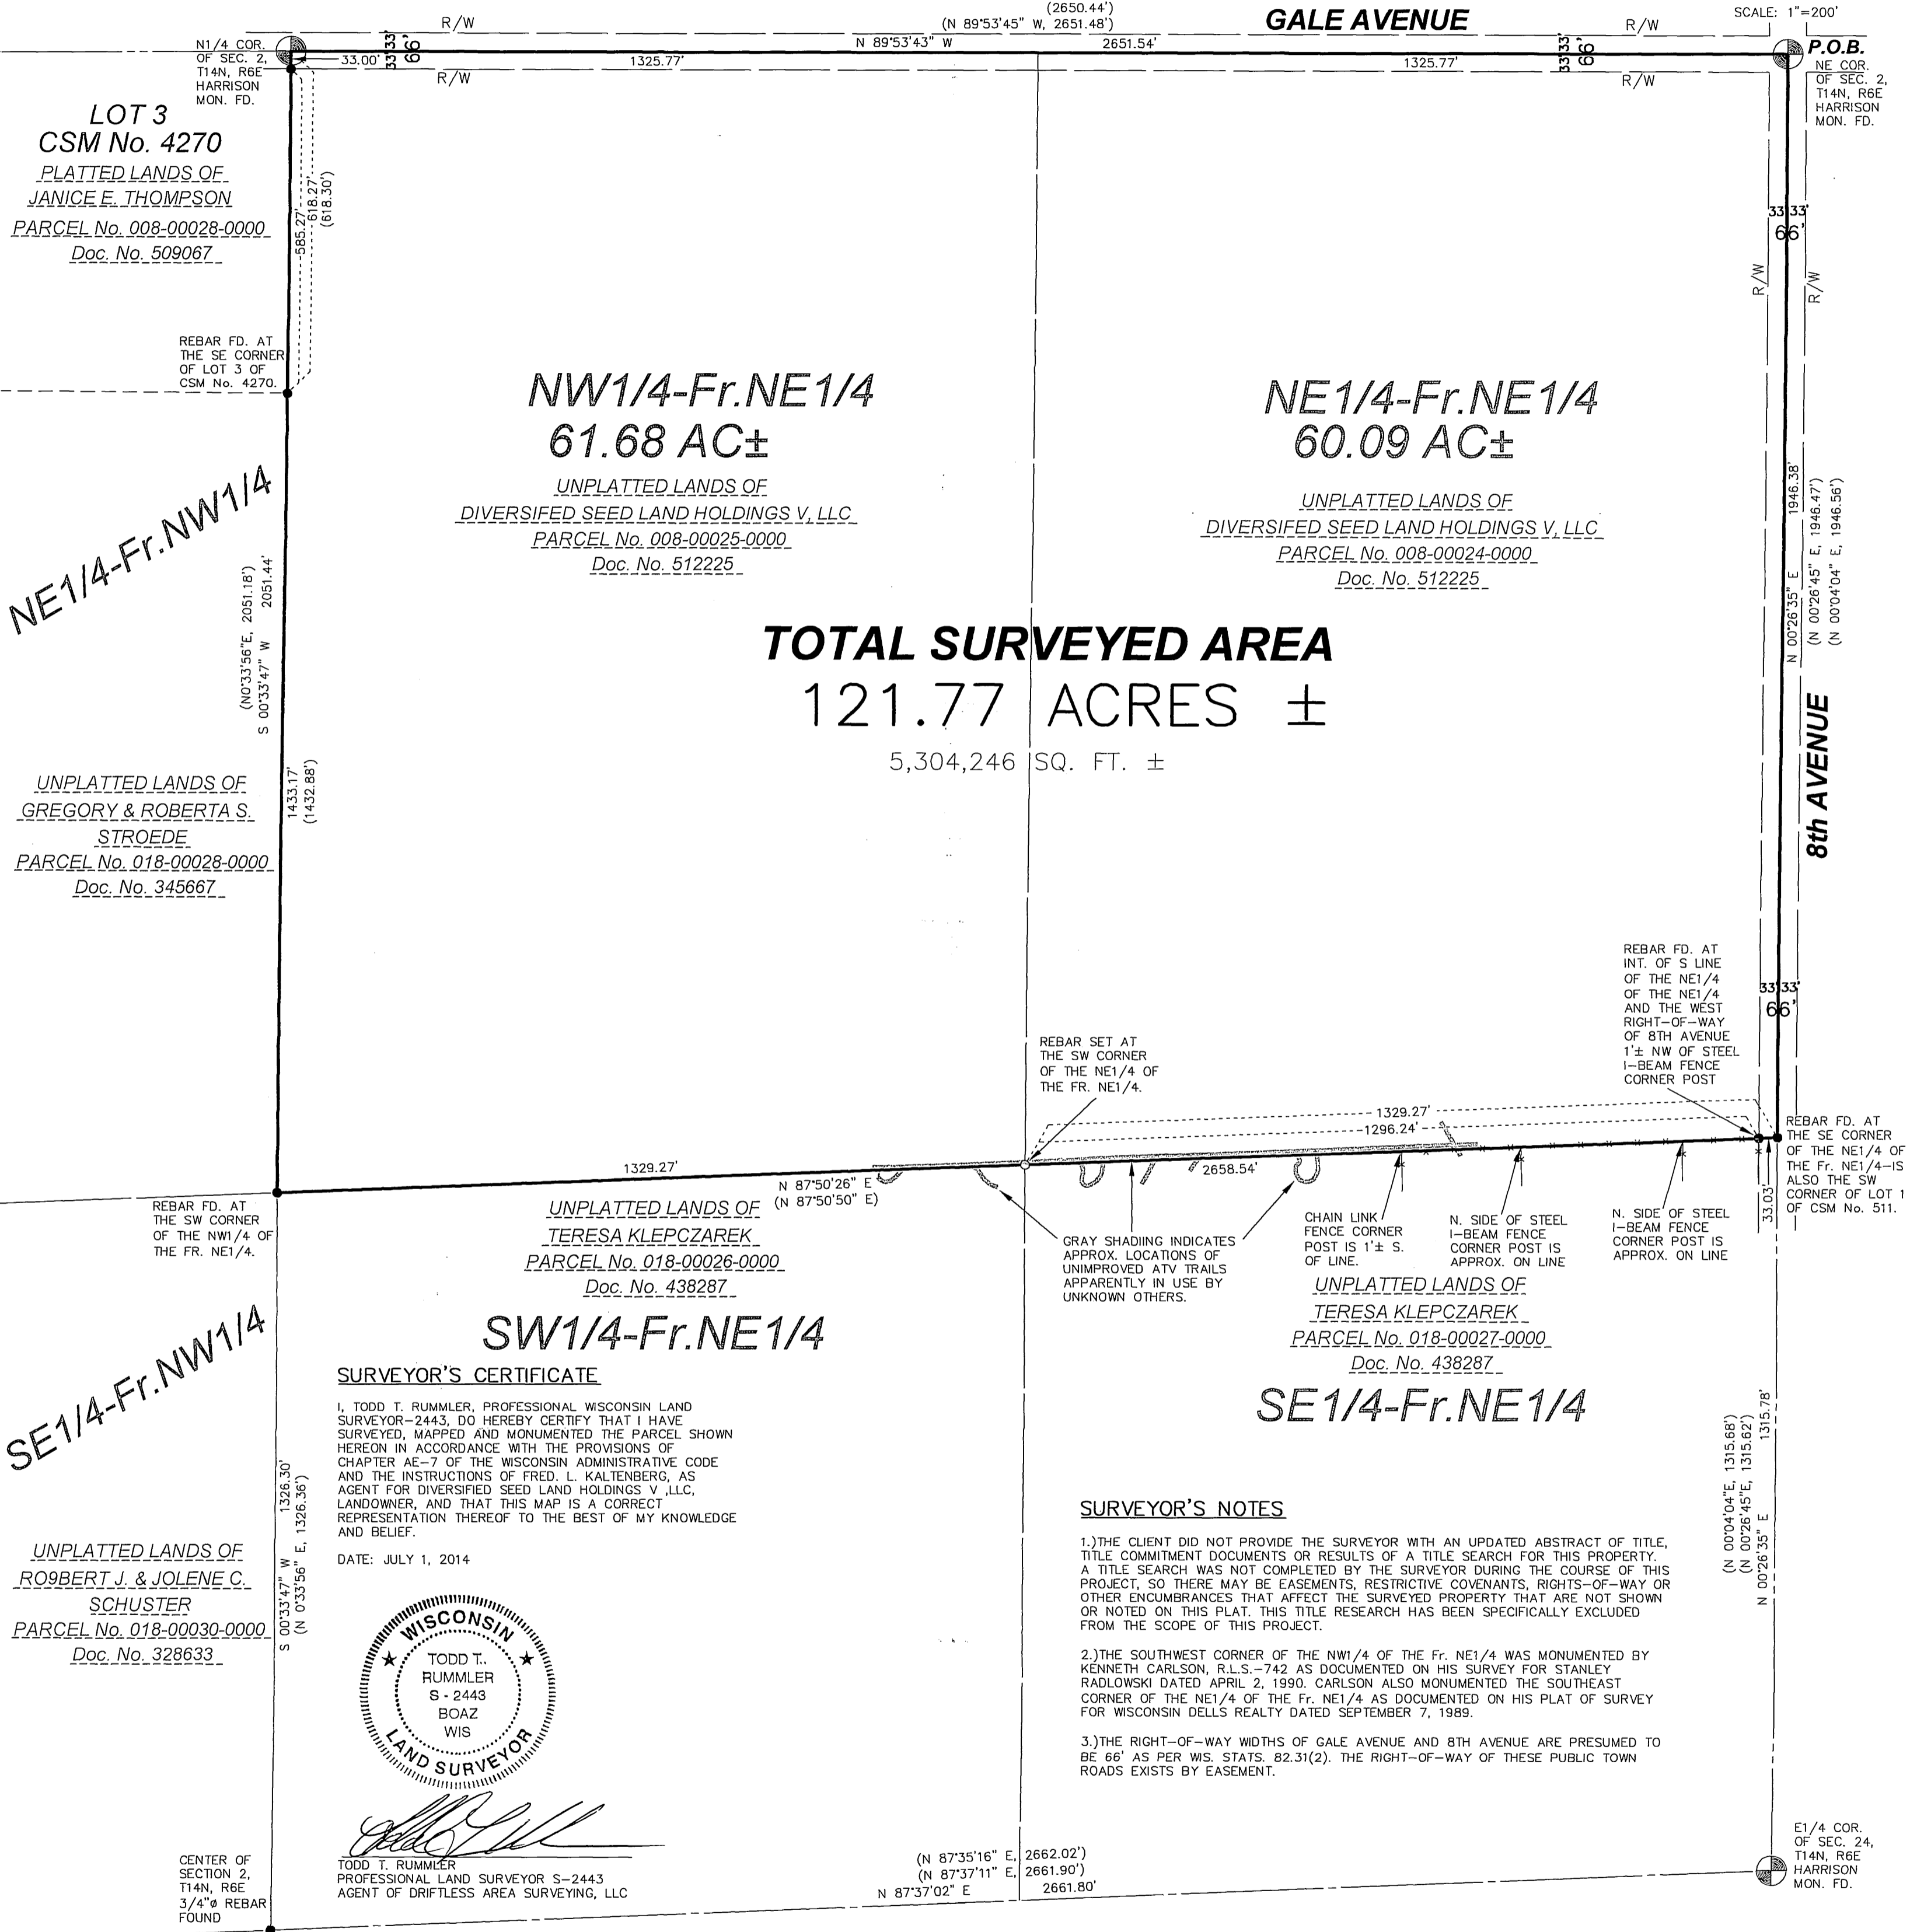 (2650.44')
(N 89°53'45" W, 2651.48')
R/W
GALE AVENUE
R/W
SCALE: 1"=200'
N 89°53'43" W
2651.54'
33'33'
66'
33.00'
1325.77'
1325.77'
33'33'
66'
R/W
R/W
N1/4 COR.
OF SEC. 2,
T14N, R6E
HARRISON
MON. FD.
P.O.B.
NE COR.
OF SEC. 2,
T14N, R6E
HARRISON
MON. FD.
LOT 3
CSM No. 4270
PLATTED LANDS OF
JANICE E. THOMPSON
PARCEL No. 008-00028-0000
Doc. No. 509067
585.27'
618.27'
(618.30')
33'33'
66'
R/W
R/W
REBAR FD. AT
THE SE CORNER
OF LOT 3 OF
CSM No. 4270.
NW1/4-Fr.NE1/4
61.68 AC±
UNPLATTED LANDS OF
DIVERSIFED SEED LAND HOLDINGS V, LLC
PARCEL No. 008-00025-0000
Doc. No. 512225
NE1/4-Fr.NE1/4
60.09 AC±
UNPLATTED LANDS OF
DIVERSIFED SEED LAND HOLDINGS V, LLC
PARCEL No. 008-00024-0000
Doc. No. 512225
NE1/4-Fr.NW1/4
(N0°33'56"E, 2051.18')
S 00°33'47" W 2051.44'
N 00°26'35" E 1946.38'
(N 00°26'45" E, 1946.47')
(N 00°04'04" E, 1946.56')
TOTAL SURVEYED AREA
121.77 ACRES ±
5,304,246 SQ. FT. ±
8th AVENUE
1433.17'
(1432.88')
UNPLATTED LANDS OF
GREGORY & ROBERTA S.
STROEDE
PARCEL No. 018-00028-0000
Doc. No. 345667
REBAR FD. AT
INT. OF S LINE
OF THE NE1/4
OF THE NE1/4
AND THE WEST
RIGHT-OF-WAY
OF 8TH AVENUE
1'± NW OF STEEL
I-BEAM FENCE
CORNER POST
33'33'
66'
REBAR SET AT
THE SW CORNER
OF THE NE1/4 OF
THE FR. NE1/4.
1329.27'
1296.24'
REBAR FD. AT
THE SE CORNER
OF THE NE1/4 OF
THE Fr. NE1/4-IS
ALSO THE SW
CORNER OF LOT 1
OF CSM No. 511.
1329.27'
2658.54'
N 87°50'26" E
(N 87°50'50" E)
33.03'
REBAR FD. AT
THE SW CORNER
OF THE NW1/4 OF
THE FR. NE1/4.
UNPLATTED LANDS OF
TERESA KLEPCZAREK
PARCEL No. 018-00026-0000
Doc. No. 438287
SW1/4-Fr.NE1/4
GRAY SHADIING INDICATES
APPROX. LOCATIONS OF
UNIMPROVED ATV TRAILS
APPARENTLY IN USE BY
UNKNOWN OTHERS.
CHAIN LINK
FENCE CORNER
POST IS 1'± S.
OF LINE.
N. SIDE OF STEEL
I-BEAM FENCE
CORNER POST IS
APPROX. ON LINE
N. SIDE OF STEEL
I-BEAM FENCE
CORNER POST IS
APPROX. ON LINE
UNPLATTED LANDS OF
TERESA KLEPCZAREK
PARCEL No. 018-00027-0000
Doc. No. 438287
SE1/4-Fr.NE1/4
SE1/4-Fr.NW1/4
SURVEYOR'S CERTIFICATE
I, TODD T. RUMMLER, PROFESSIONAL WISCONSIN LAND
SURVEYOR-2443, DO HEREBY CERTIFY THAT I HAVE
SURVEYED, MAPPED AND MONUMENTED THE PARCEL SHOWN
HEREON IN ACCORDANCE WITH THE PROVISIONS OF
CHAPTER AE-7 OF THE WISCONSIN ADMINISTRATIVE CODE
AND THE INSTRUCTIONS OF FRED. L. KALTENBERG, AS
AGENT FOR DIVERSIFIED SEED LAND HOLDINGS V ,LLC,
LANDOWNER, AND THAT THIS MAP IS A CORRECT
REPRESENTATION THEREOF TO THE BEST OF MY KNOWLEDGE
AND BELIEF.
DATE: JULY 1, 2014
S 00°33'47" W 1326.30'
(N 0°33'56" E, 1326.36')
UNPLATTED LANDS OF
RO9BERT J. & JOLENE C.
SCHUSTER
PARCEL No. 018-00030-0000
Doc. No. 328633
(N 00°04'04"E, 1315.68')
(N 00°26'45"E, 1315.62')
N 00°26'35" E 1315.78'
SURVEYOR'S NOTES
1.)THE CLIENT DID NOT PROVIDE THE SURVEYOR WITH AN UPDATED ABSTRACT OF TITLE,
TITLE COMMITMENT DOCUMENTS OR RESULTS OF A TITLE SEARCH FOR THIS PROPERTY.
A TITLE SEARCH WAS NOT COMPLETED BY THE SURVEYOR DURING THE COURSE OF THIS
PROJECT, SO THERE MAY BE EASEMENTS, RESTRICTIVE COVENANTS, RIGHTS-OF-WAY OR
OTHER ENCUMBRANCES THAT AFFECT THE SURVEYED PROPERTY THAT ARE NOT SHOWN
OR NOTED ON THIS PLAT. THIS TITLE RESEARCH HAS BEEN SPECIFICALLY EXCLUDED
FROM THE SCOPE OF THIS PROJECT.
2.)THE SOUTHWEST CORNER OF THE NW1/4 OF THE Fr. NE1/4 WAS MONUMENTED BY
KENNETH CARLSON, R.L.S.-742 AS DOCUMENTED ON HIS SURVEY FOR STANLEY
RADLOWSKI DATED APRIL 2, 1990. CARLSON ALSO MONUMENTED THE SOUTHEAST
CORNER OF THE NE1/4 OF THE Fr. NE1/4 AS DOCUMENTED ON HIS PLAT OF SURVEY
FOR WISCONSIN DELLS REALTY DATED SEPTEMBER 7, 1989.
3.)THE RIGHT-OF-WAY WIDTHS OF GALE AVENUE AND 8TH AVENUE ARE PRESUMED TO
BE 66' AS PER WIS. STATS. 82.31(2). THE RIGHT-OF-WAY OF THESE PUBLIC TOWN
ROADS EXISTS BY EASEMENT.
WISCONSIN
TODD T.
RUMMLER
S - 2443
BOAZ
WIS
LAND SURVEYOR
TODD T. RUMMLER
PROFESSIONAL LAND SURVEYOR S-2443
AGENT OF DRIFTLESS AREA SURVEYING, LLC
CENTER OF
SECTION 2,
T14N, R6E
3/4"ø REBAR
FOUND
(N 87°35'16" E, 2662.02')
(N 87°37'11" E, 2661.90')
N 87°37'02" E 2661.80'
E1/4 COR.
OF SEC. 24,
T14N, R6E
HARRISON
MON. FD.